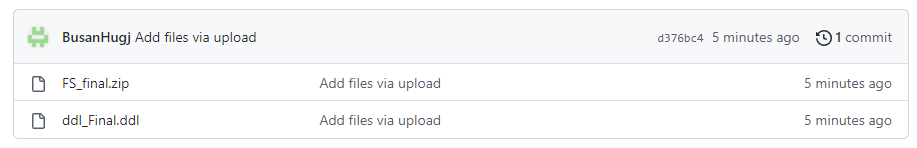 BusanHugj Add files via upload d376bc4 5 minutes ago 1 commit
FS_final.zip Add files via upload 5 minutes ago
ddl_Final.ddl Add files via upload 5 minutes ago